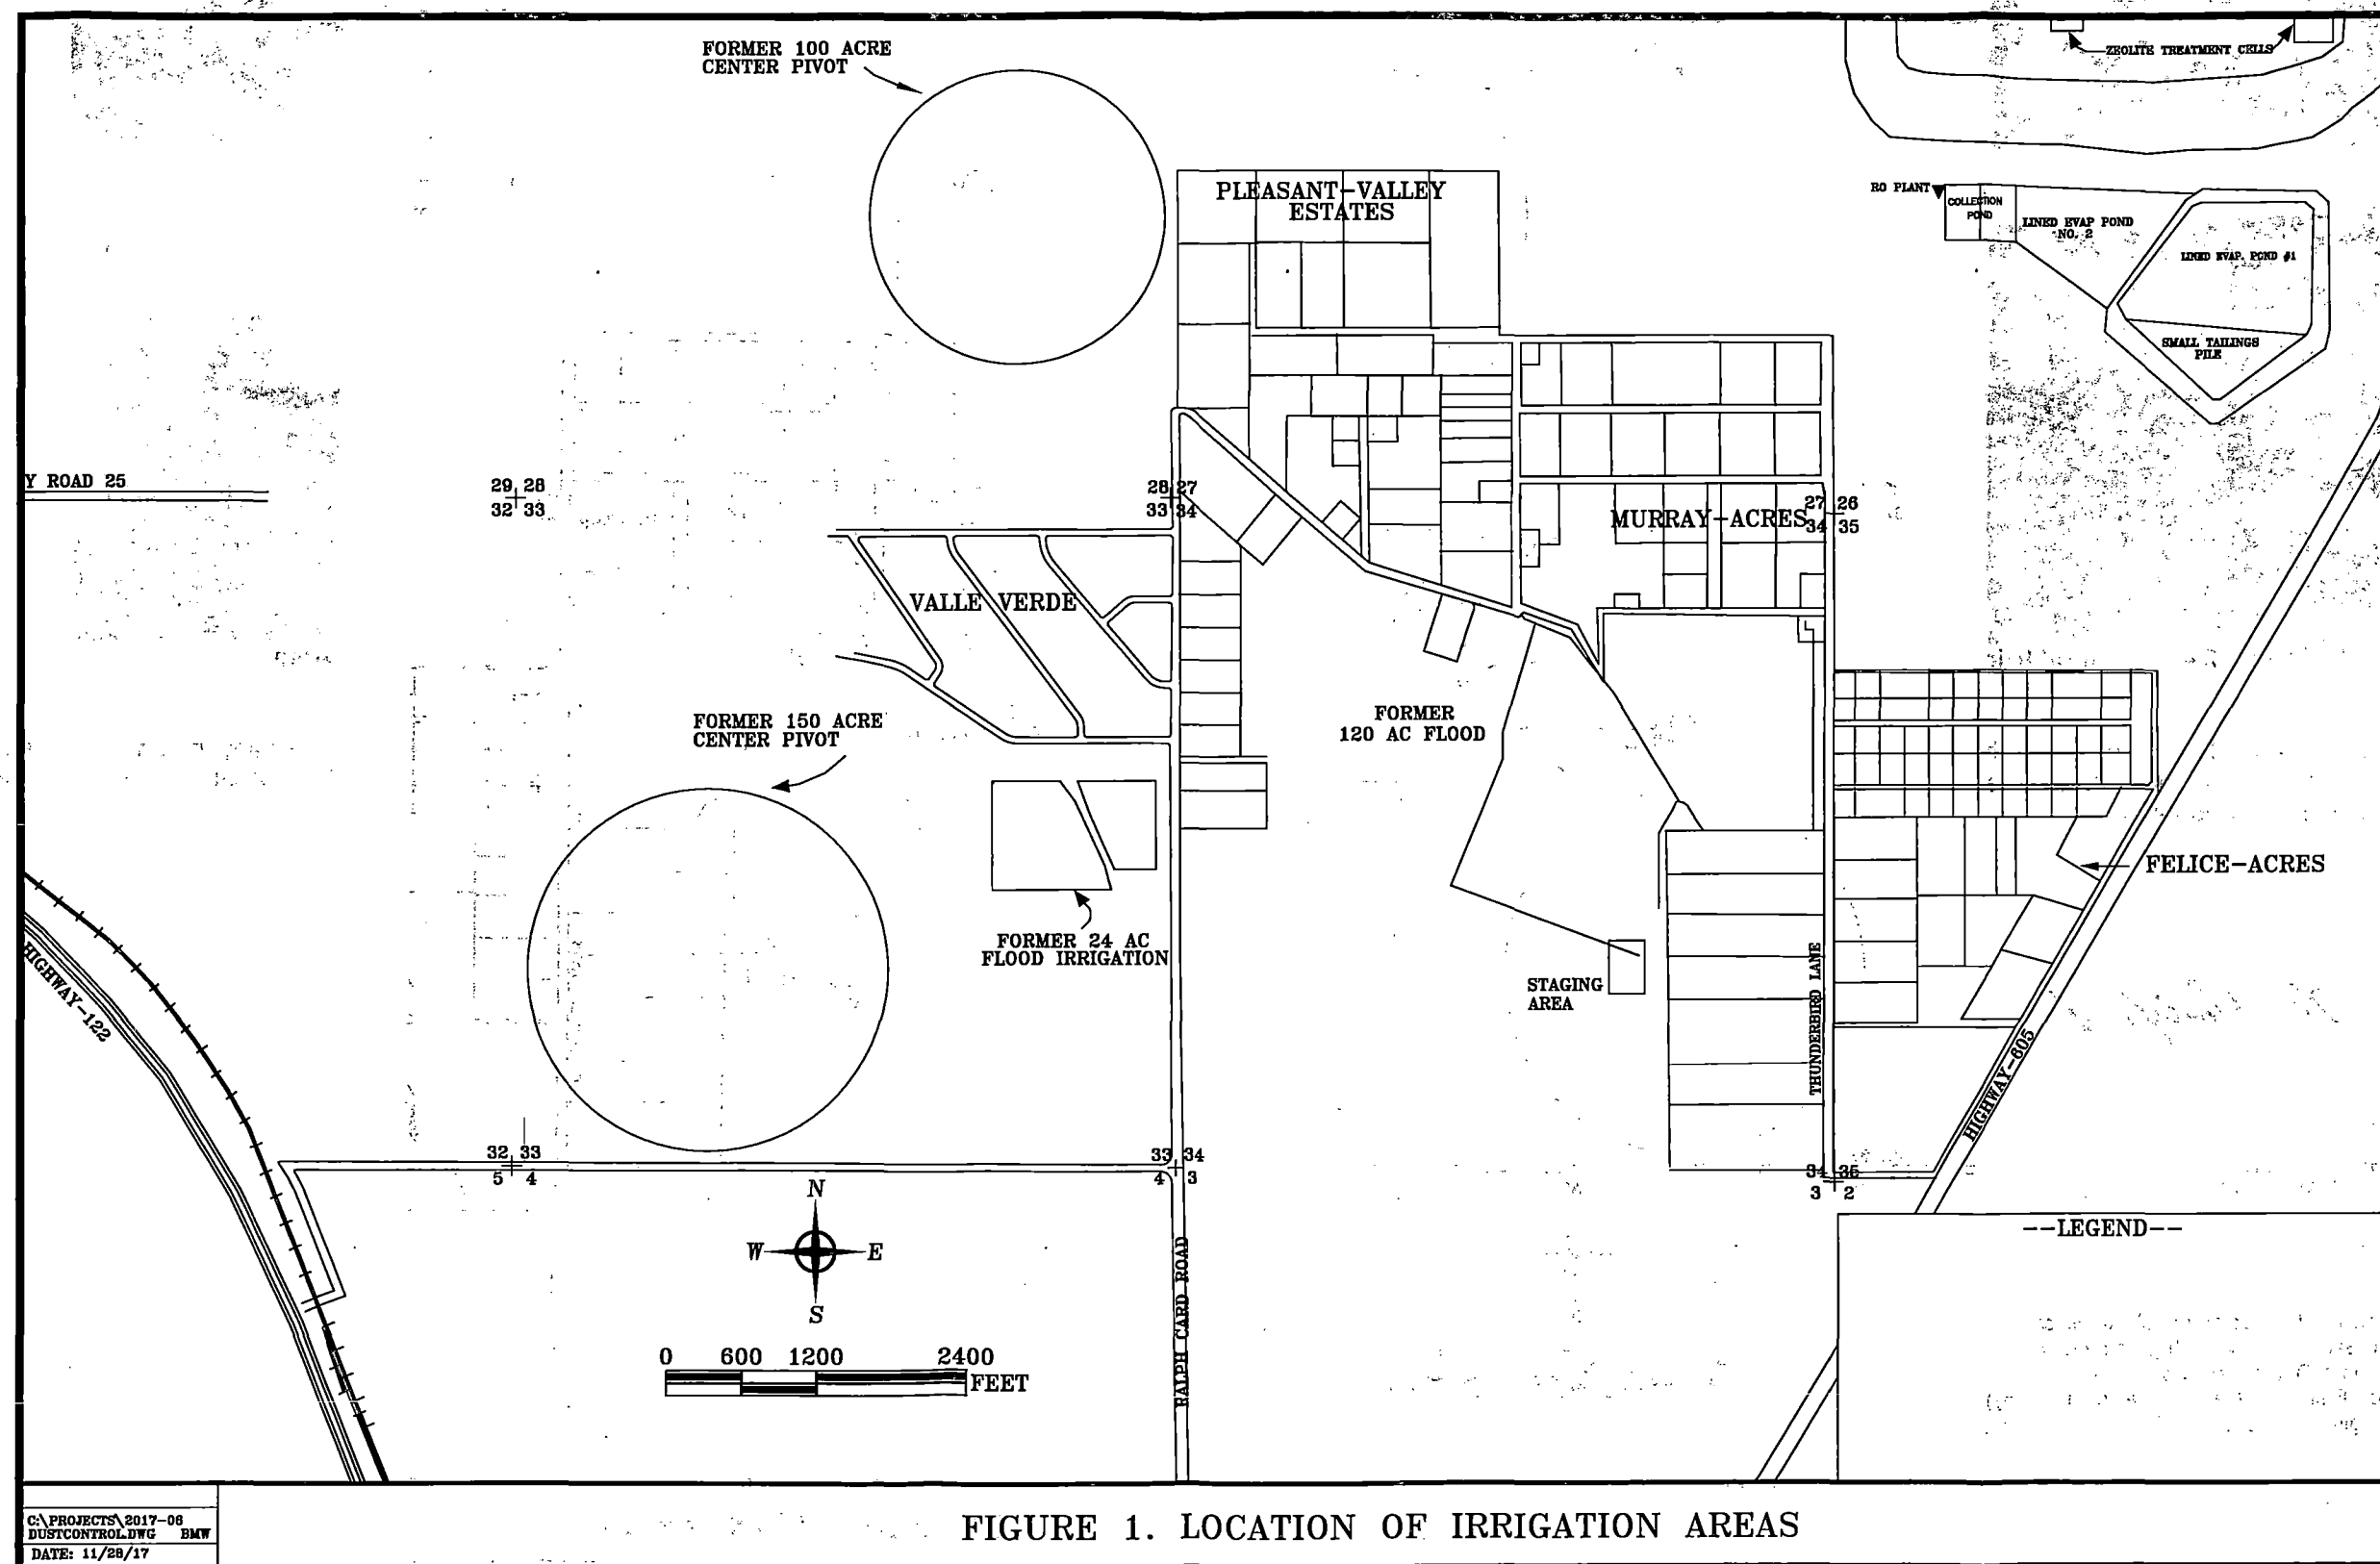 FORMER 100 ACRE
CENTER PIVOT
ZEOLITE TREATMENT CELLS
PLEASANT-VALLEY
ESTATES
RO PLANT
COLLECTION
POND
LINED EVAP POND
NO. 2
LINED EVAP. POND #1
SMALL TAILINGS
PILE
Y ROAD 25
29 28
32 33
28 27
33 34
27 26
34 35
MURRAY-ACRES
VALLE VERDE
FORMER 150 ACRE
CENTER PIVOT
FORMER
120 AC FLOOD
FELICE-ACRES
FORMER 24 AC
FLOOD IRRIGATION
STAGING
AREA
THUNDERBIRD LANE
HIGHWAY-122
HIGHWAY-605
32 33
5 4
33 34
4 3
34 35
3 2
N
W E
S
RALPH CARD ROAD
0 600 1200 2400
FEET
--LEGEND--
C:\PROJECTS\2017-06
DUSTCONTROL.DWG BMW
DATE: 11/28/17
FIGURE 1. LOCATION OF IRRIGATION AREAS